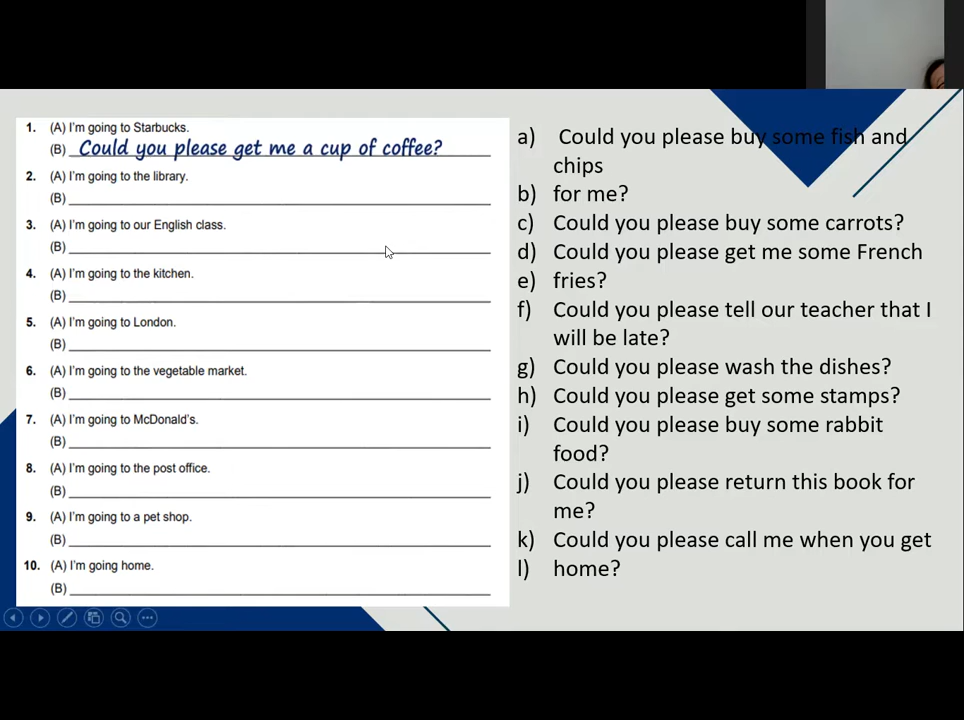 1. (A) I'm going to Starbucks.
(B) Could you please get me a cup of coffee?
2. (A) I'm going to the library.
(B)
3. (A) I'm going to our English class.
(B)
4. (A) I'm going to the kitchen.
(B)
5. (A) I'm going to London.
(B)
6. (A) I'm going to the vegetable market.
(B)
7. (A) I'm going to McDonald's.
(B)
8. (A) I'm going to the post office.
(B)
9. (A) I'm going to a pet shop.
(B)
10. (A) I'm going home.
(B)
a) Could you please buy some fish and
chips
b) for me?
c) Could you please buy some carrots?
d) Could you please get me some French
e) fries?
f) Could you please tell our teacher that I
will be late?
g) Could you please wash the dishes?
h) Could you please get some stamps?
i) Could you please buy some rabbit
food?
j) Could you please return this book for
me?
k) Could you please call me when you get
l) home?